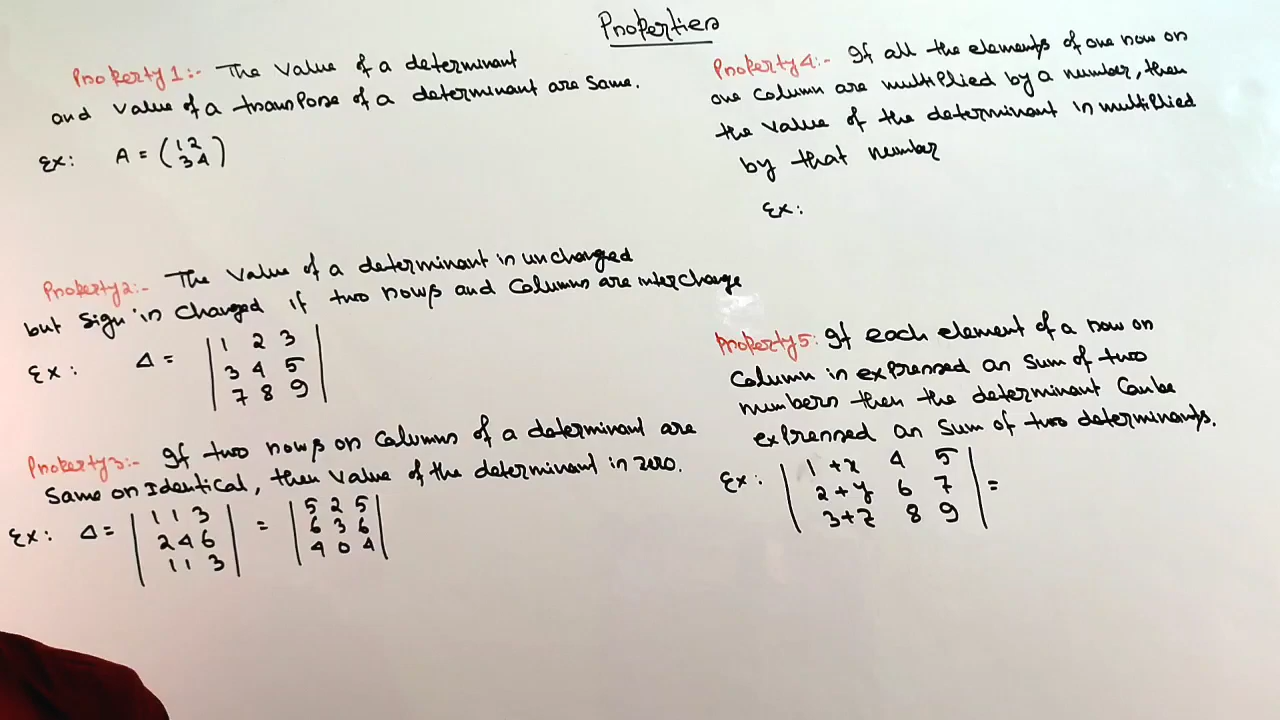 Properties
Property 1:- The value of a determinant
and value of a transpose of a determinant are same.
Ex: A = (1 2
3 4)
Property 2:- The value of a determinant is unchanged
but sign is changed if two rows and columns are interchange
Ex: Δ = | 1 2 3 |
| 3 4 5 |
| 7 8 9 |
Property 3:- If two rows or columns of a determinant are
same or Identical, then value of the determinant is zero.
Ex: Δ = | 1 1 3 | = | 5 2 5 |
| 2 4 6 | | 6 3 6 |
| 1 1 3 | | 4 0 4 |
Property 4:- If all the elements of one row or
one column are multiplied by a number, then
the value of the determinant is multiplied
by that number
Ex:
Property 5: If each element of a row or
column is expressed as sum of two
numbers then the determinant can be
expressed as sum of two determinants.
Ex: | 1 + x 4 5 |
| 2 + y 6 7 | =
| 3 + z 8 9 |